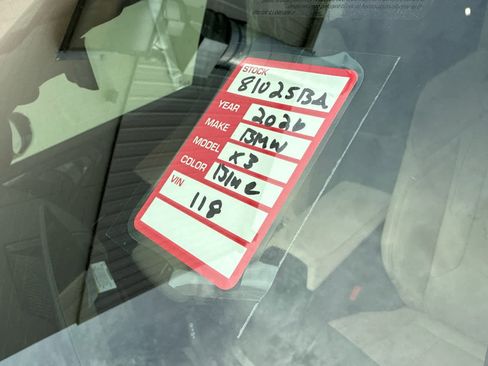 STOCK
81025BA
YEAR 2026
MAKE BMW
MODEL X3
COLOR Blue
VIN
118